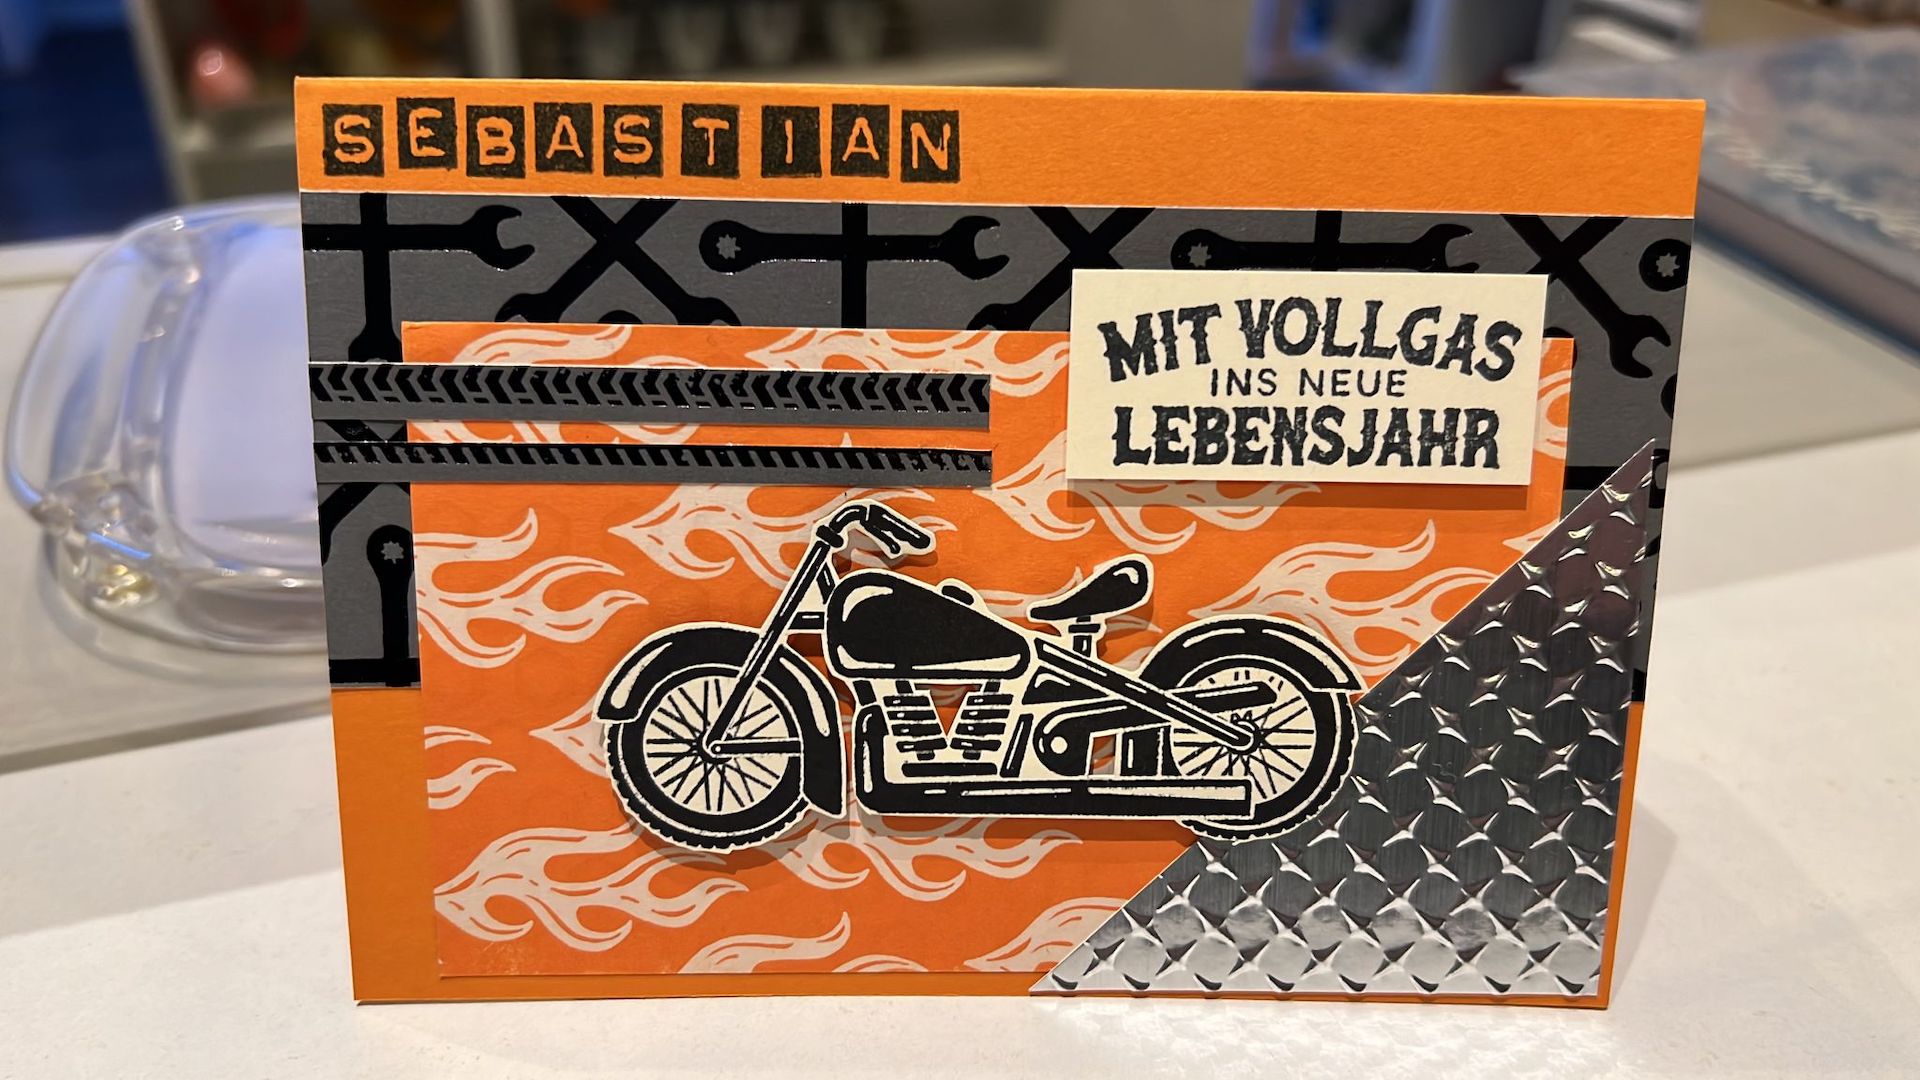 SEBASTIAN
MIT VOLLGAS
INS NEUE
LEBENSJAHR